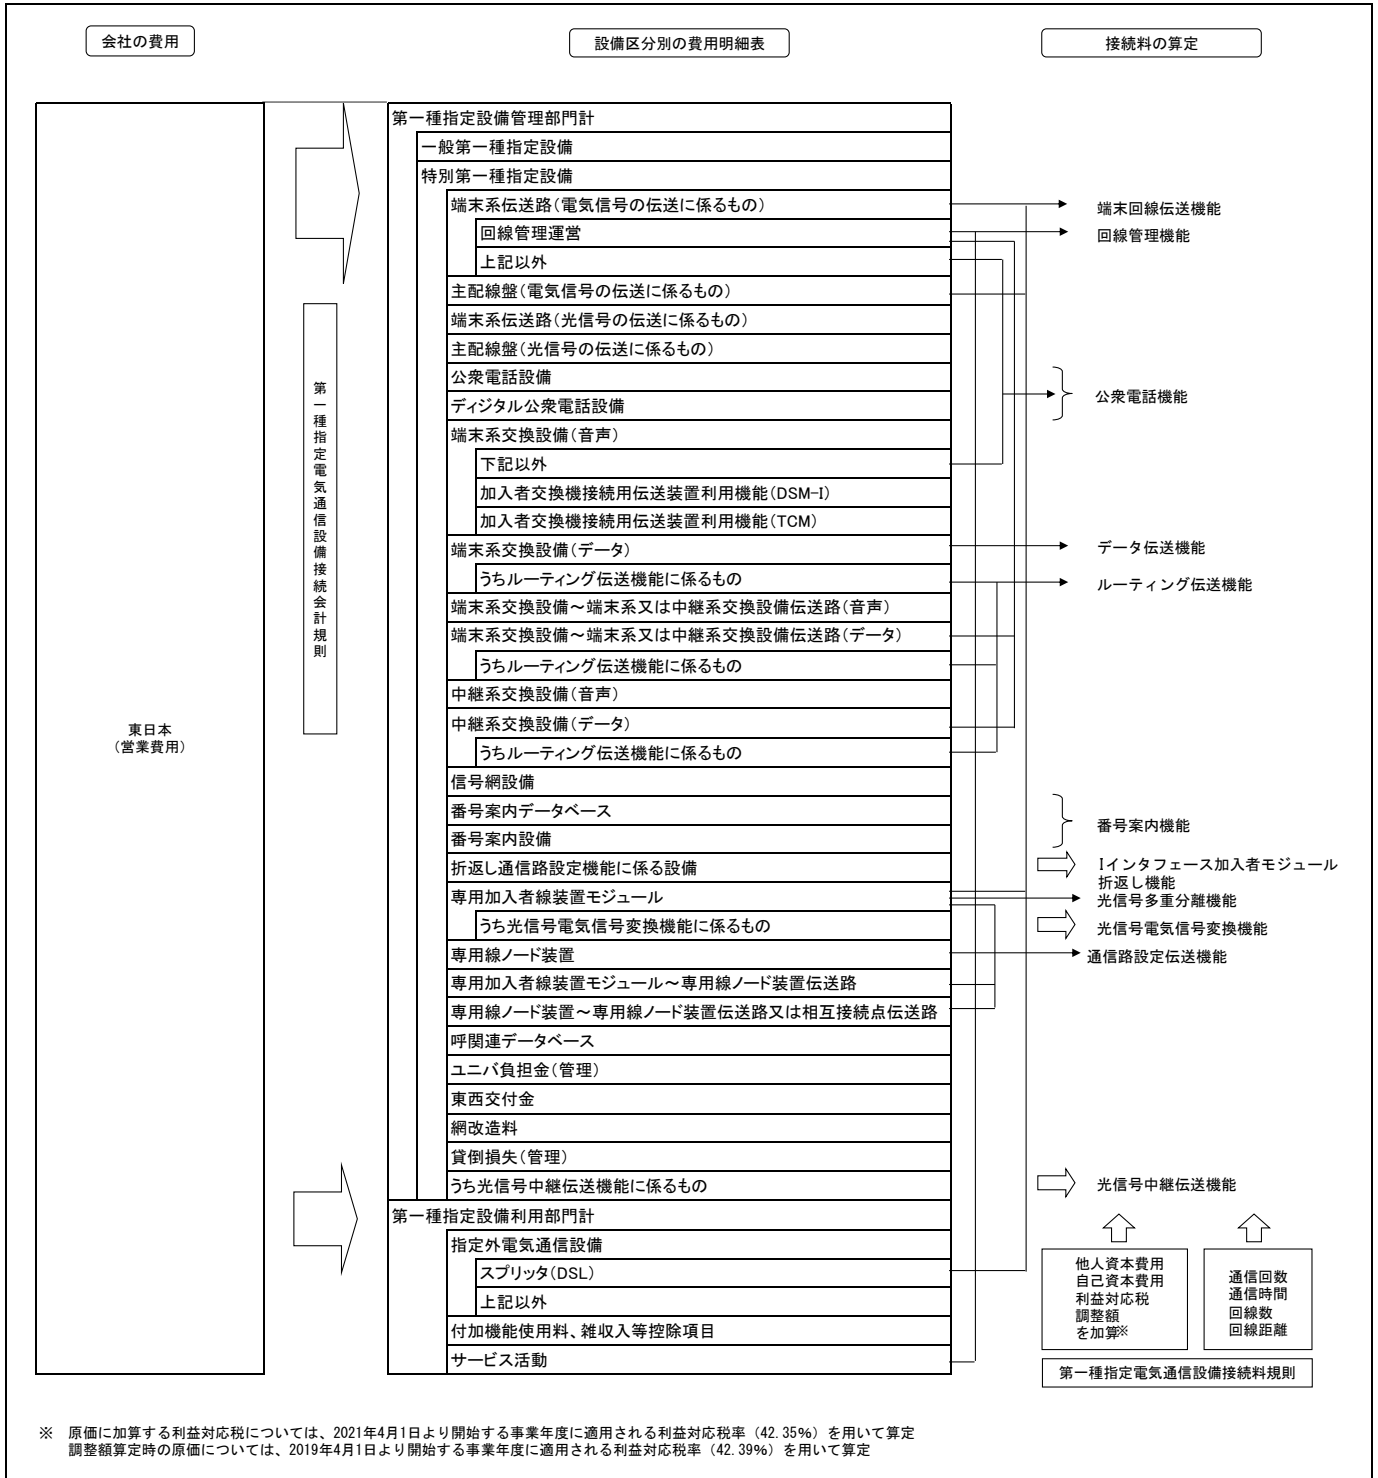 会社の費用
設備区分別の費用明細表
接続料の算定
東日本
(営業費用)
第一種指定電気通信設備接続会計規則
第一種指定設備管理部門計
一般第一種指定設備
特別第一種指定設備
端末系伝送路(電気信号の伝送に係るもの)
回線管理運営
上記以外
主配線盤(電気信号の伝送に係るもの)
端末系伝送路(光信号の伝送に係るもの)
主配線盤(光信号の伝送に係るもの)
公衆電話設備
ディジタル公衆電話設備
端末系交換設備(音声)
下記以外
加入者交換機接続用伝送装置利用機能(DSM-I)
加入者交換機接続用伝送装置利用機能(TCM)
端末系交換設備(データ)
うちルーティング伝送機能に係るもの
端末系交換設備~端末系又は中継系交換設備伝送路(音声)
端末系交換設備~端末系又は中継系交換設備伝送路(データ)
うちルーティング伝送機能に係るもの
中継系交換設備(音声)
中継系交換設備(データ)
うちルーティング伝送機能に係るもの
信号網設備
番号案内データベース
番号案内設備
折返し通信路設定機能に係る設備
専用加入者線装置モジュール
うち光信号電気信号変換機能に係るもの
専用線ノード装置
専用加入者線装置モジュール~専用線ノード装置伝送路
専用線ノード装置~専用線ノード装置伝送路又は相互接続点伝送路
呼関連データベース
ユニバ負担金(管理)
東西交付金
網改造料
貸倒損失(管理)
うち光信号中継伝送機能に係るもの
第一種指定設備利用部門計
指定外電気通信設備
スプリッタ(DSL)
上記以外
付加機能使用料、雑収入等控除項目
サービス活動
端末回線伝送機能
回線管理機能
公衆電話機能
データ伝送機能
ルーティング伝送機能
番号案内機能
Iインタフェース加入者モジュール
折返し機能
光信号多重分離機能
光信号電気信号変換機能
通信路設定伝送機能
光信号中継伝送機能
他人資本費用
自己資本費用
利益対応税
調整額
を加算※
通信回数
通信時間
回線数
回線距離
第一種指定電気通信設備接続料規則
※ 原価に加算する利益対応税については、2021年4月1日より開始する事業年度に適用される利益対応税率(42.35%)を用いて算定
調整額算定時の原価については、2019年4月1日より開始する事業年度に適用される利益対応税率(42.39%)を用いて算定